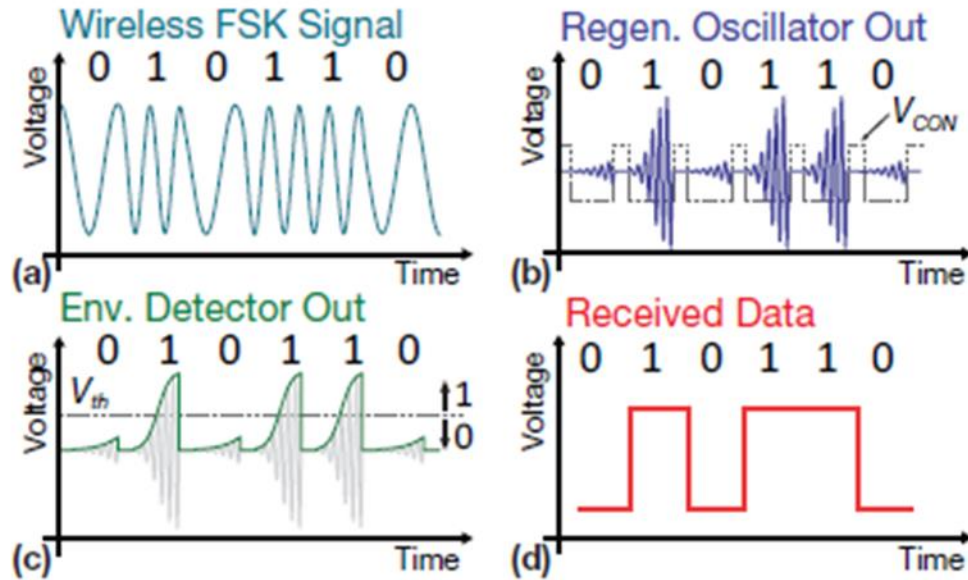 Wireless FSK Signal
0 1 0 1 1 0
Voltage
(a)
Time
Regen. Oscillator Out
0 1 0 1 1 0
Voltage
V_CON
(b)
Time
Env. Detector Out
0 1 0 1 1 0
Voltage
V_th
1
0
(c)
Time
Received Data
0 1 0 1 1 0
Voltage
(d)
Time